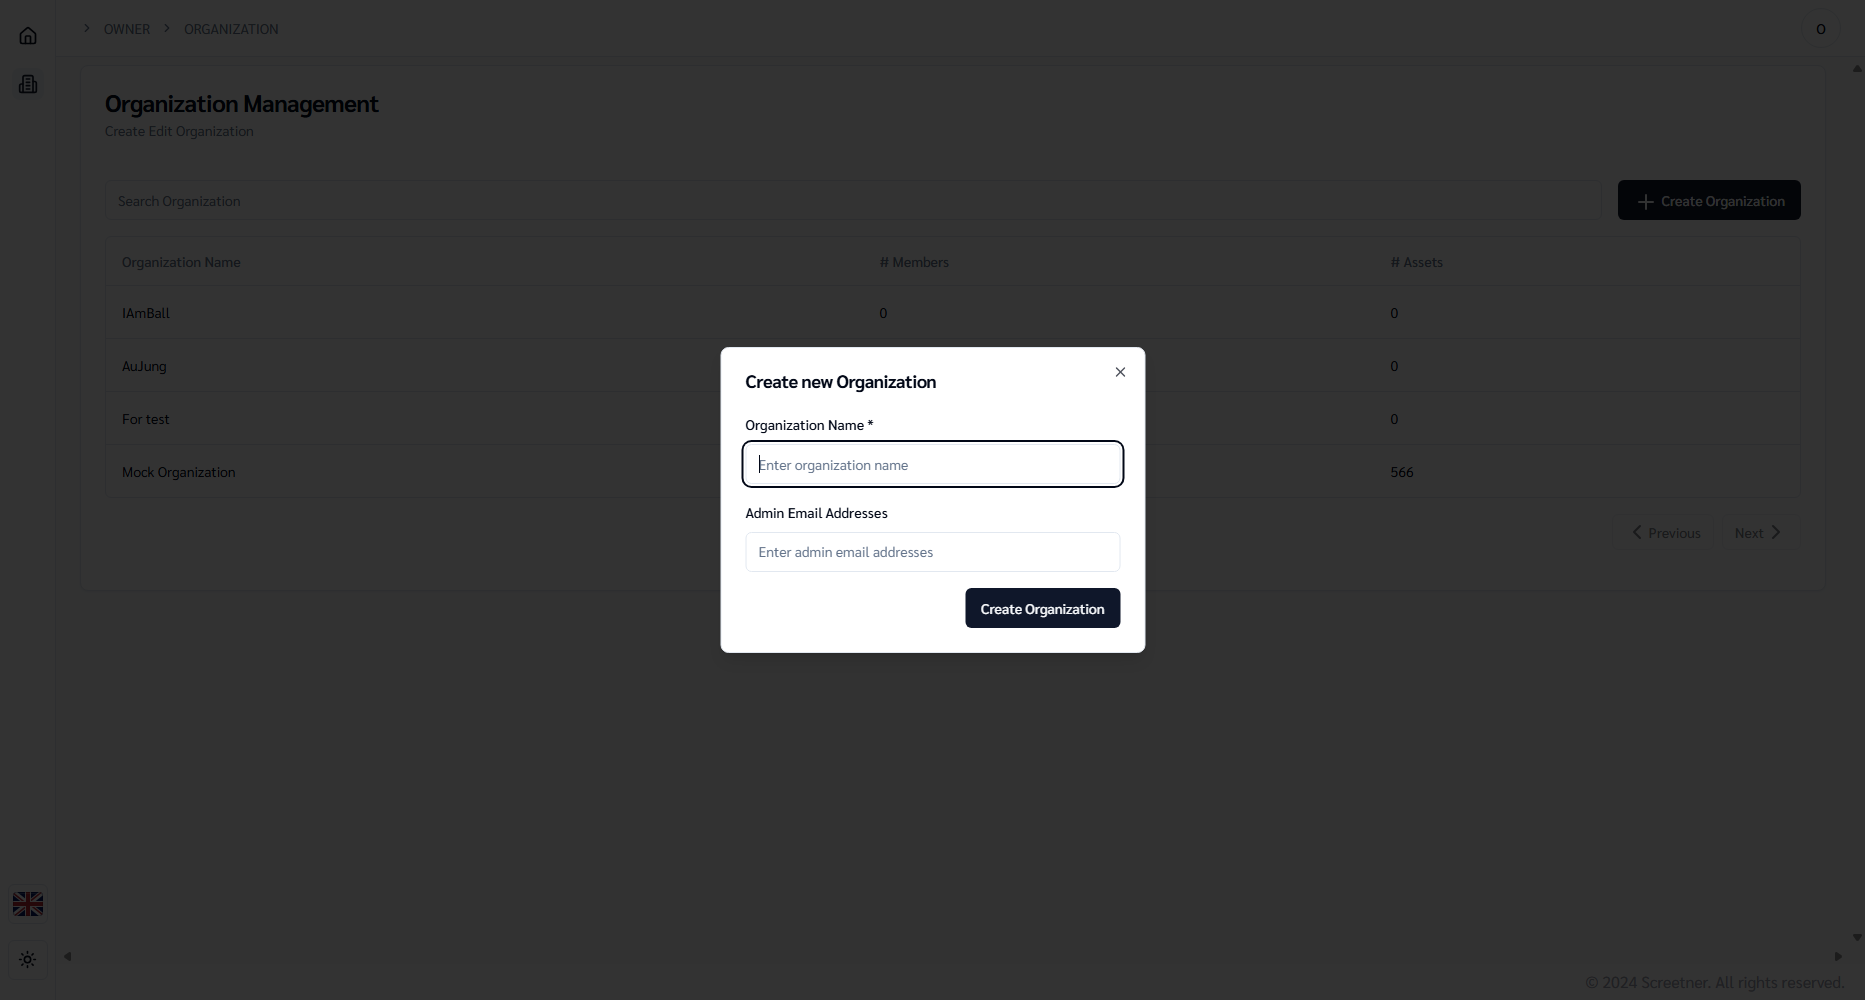 OWNER
ORGANIZATION
O
Organization Management
Create Edit Organization
Search Organization
Create Organization
Organization Name # Members # Assets
IAmBall 0 0
AuJung 0
For test 0
Mock Organization 566
Previous Next
Create new Organization
Organization Name *
Enter organization name
Admin Email Addresses
Enter admin email addresses
Create Organization
© 2024 Screetner. All rights reserved.